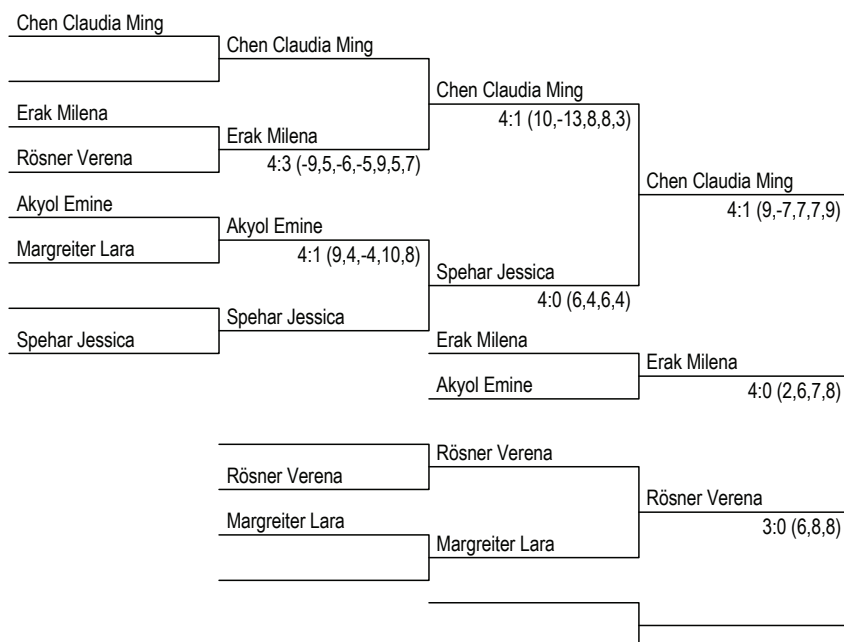 Chen Claudia Ming
Chen Claudia Ming
Chen Claudia Ming
4:1 (10,-13,8,8,3)
Erak Milena
Erak Milena
4:3 (-9,5,-6,-5,9,5,7)
Rösner Verena
Chen Claudia Ming
4:1 (9,-7,7,7,9)
Akyol Emine
Akyol Emine
4:1 (9,4,-4,10,8)
Margreiter Lara
Spehar Jessica
4:0 (6,4,6,4)
Spehar Jessica
Spehar Jessica
Erak Milena
Erak Milena
4:0 (2,6,7,8)
Akyol Emine
Rösner Verena
Rösner Verena
Rösner Verena
3:0 (6,8,8)
Margreiter Lara
Margreiter Lara